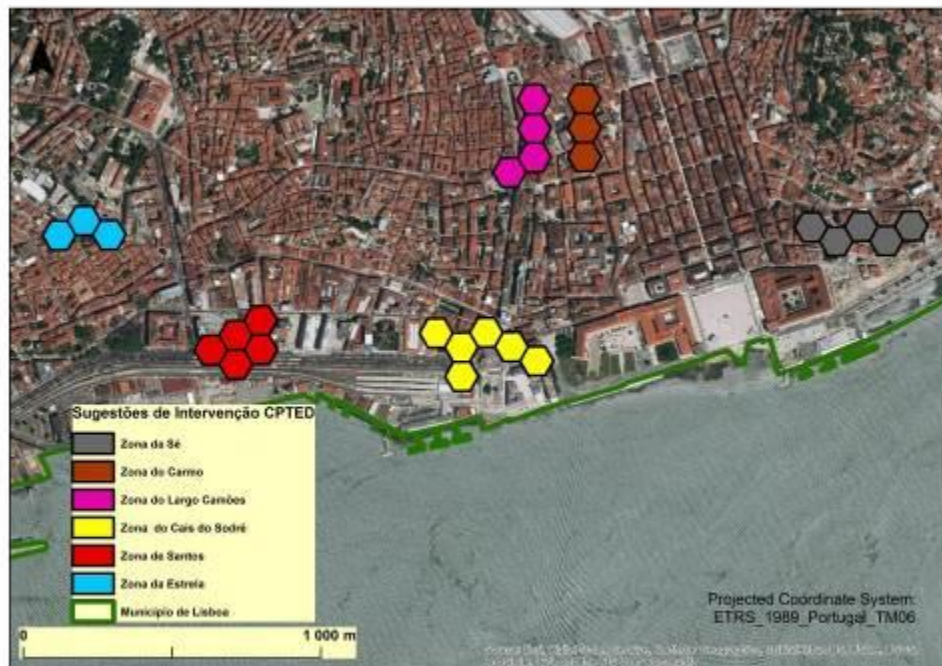 Sugestões de Intervenção CPTED
Zona da Sé
Zona do Carmo
Zona do Largo Camões
Zona do Cais do Sodré
Zona de Santos
Zona da Estrela
Município de Lisboa
0 1 000 m
Projected Coordinate System:
ETRS_1989_Portugal_TM06